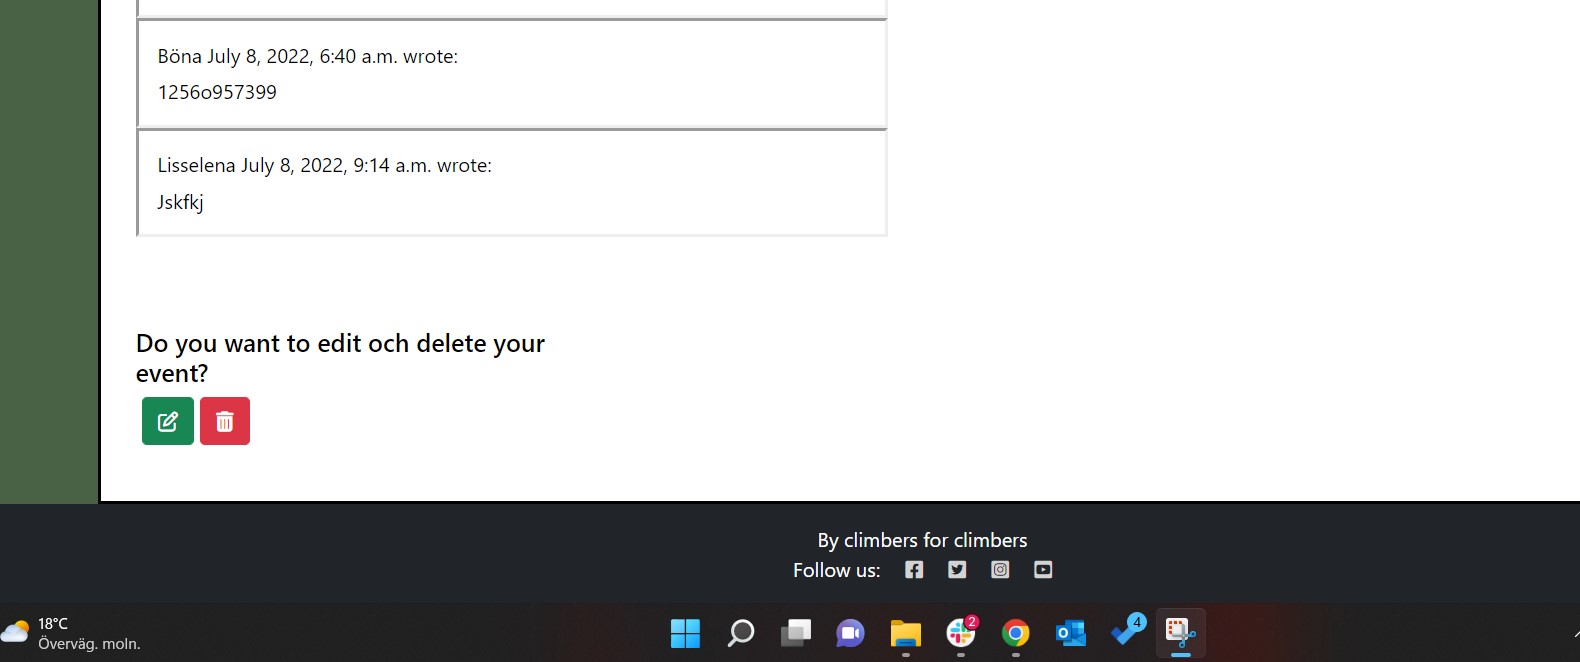 Böna July 8, 2022, 6:40 a.m. wrote:
1256o957399
Lisselena July 8, 2022, 9:14 a.m. wrote:
Jskfkj
Do you want to edit och delete your
event?
By climbers for climbers
Follow us:
18°C
Överväg. moln.
2
4